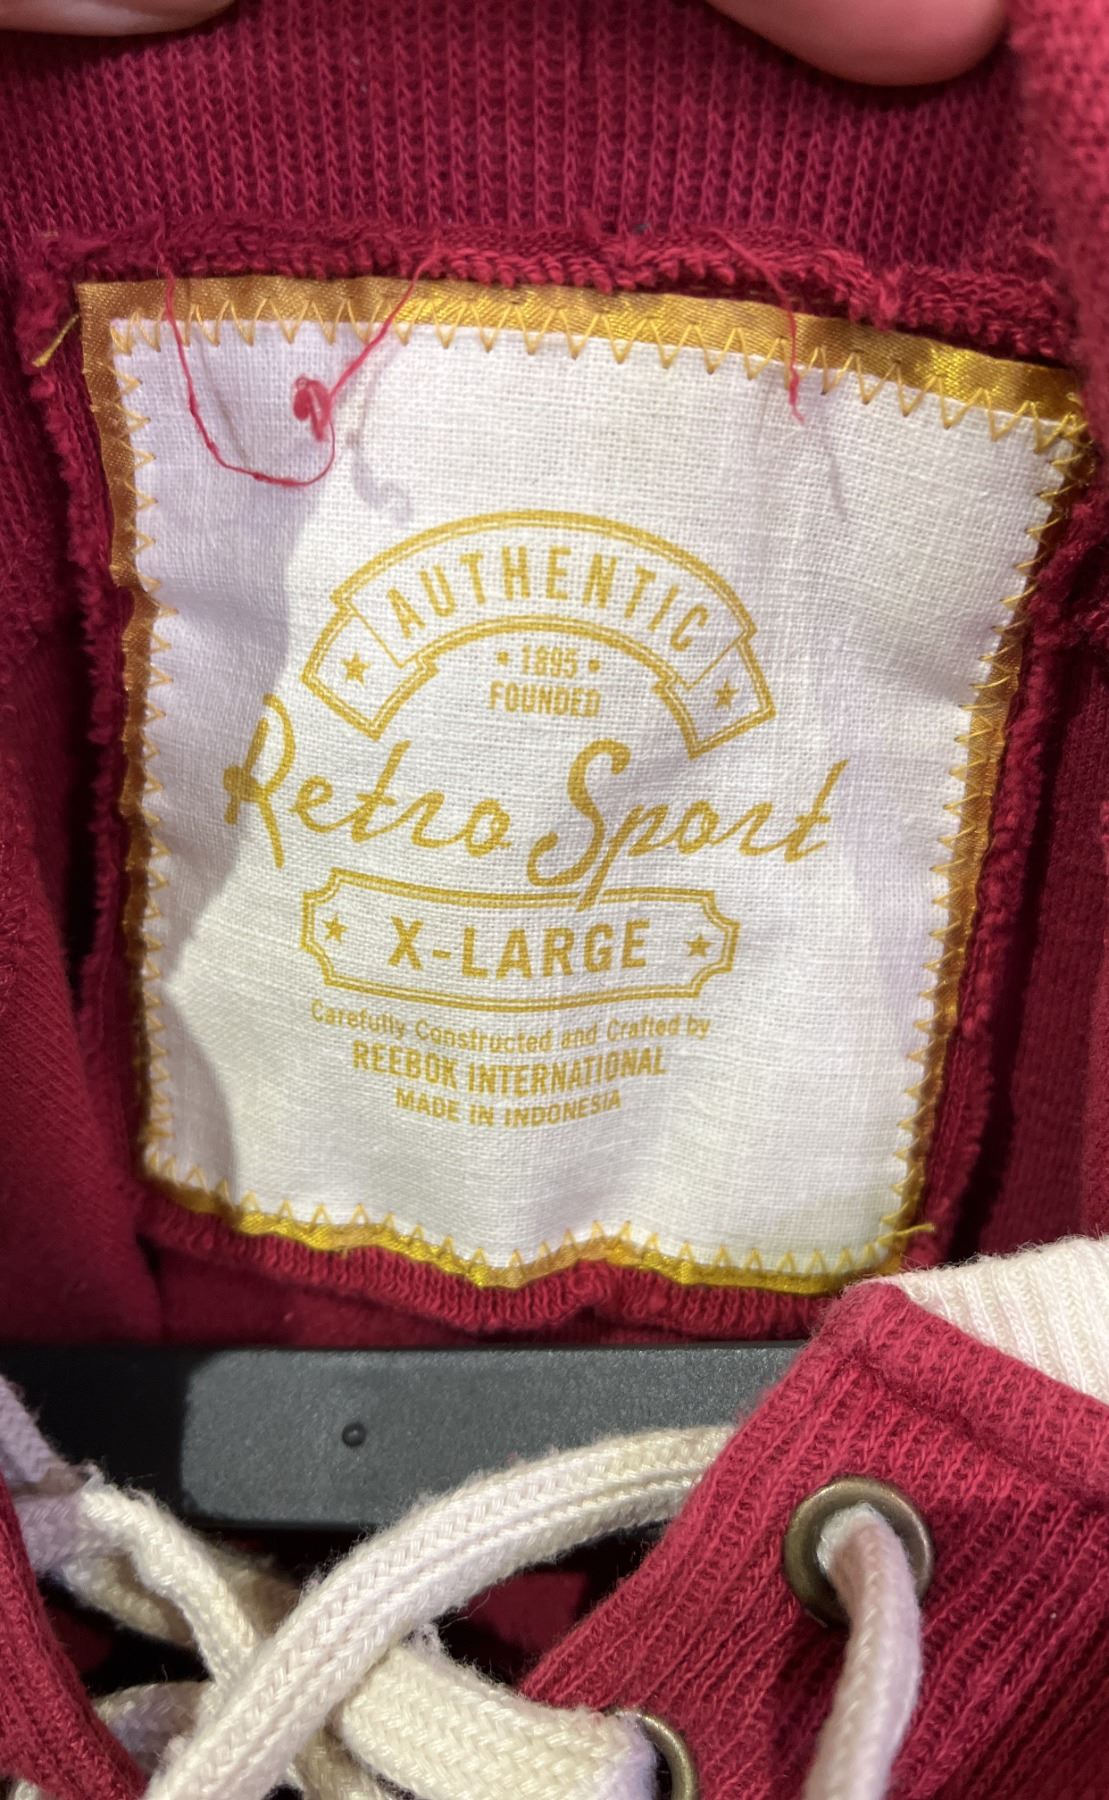 AUTHENTIC
• 1895 •
FOUNDED
Retro Sport
X-LARGE
Carefully Constructed and Crafted by
REEBOK INTERNATIONAL
MADE IN INDONESIA